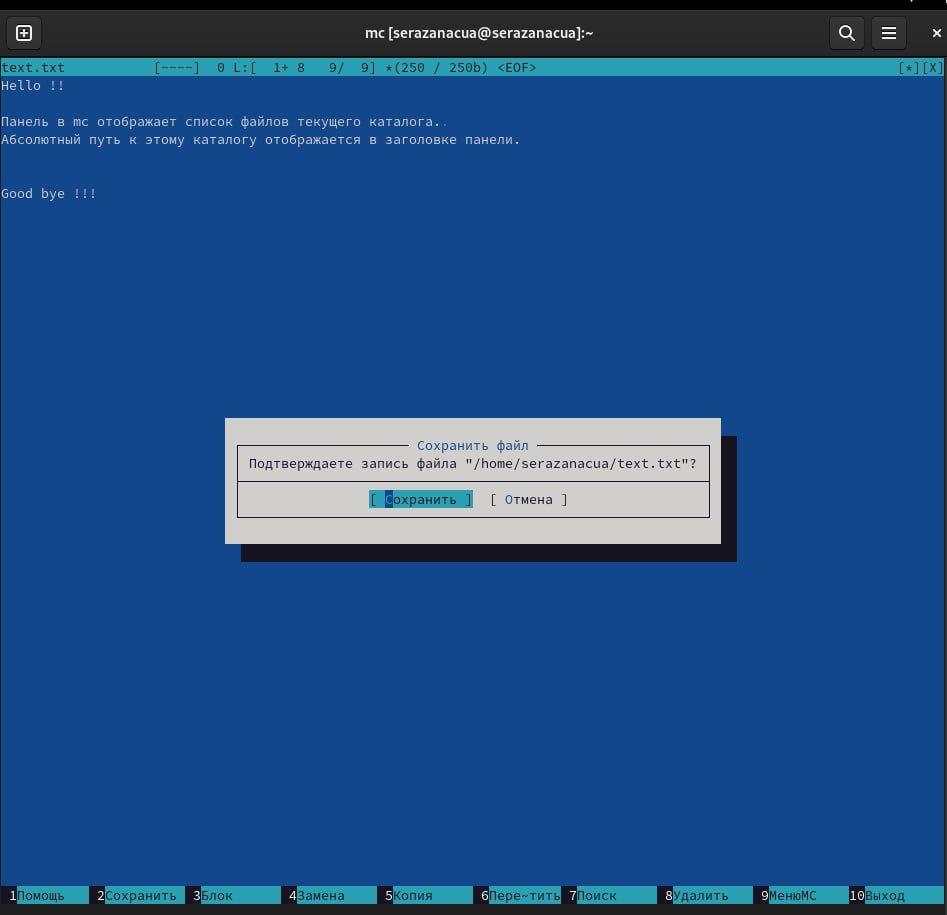 mc [serazanacua@serazanacua]:~
text.txt [----] 0 L:[ 1+ 8 9/ 9] *(250 / 250b) <EOF> [*][X]
Hello !!
Панель в mc отображает список файлов текущего каталога..
Абсолютный путь к этому каталогу отображается в заголовке панели.
Good bye !!!
Сохранить файл
Подтверждаете запись файла "/home/serazanacua/text.txt"?
[ Сохранить ] [ Отмена ]
1Помощь 2Сохранить 3Блок 4Замена 5Копия 6Пере~тить 7Поиск 8Удалить 9МенюMC 10Выход